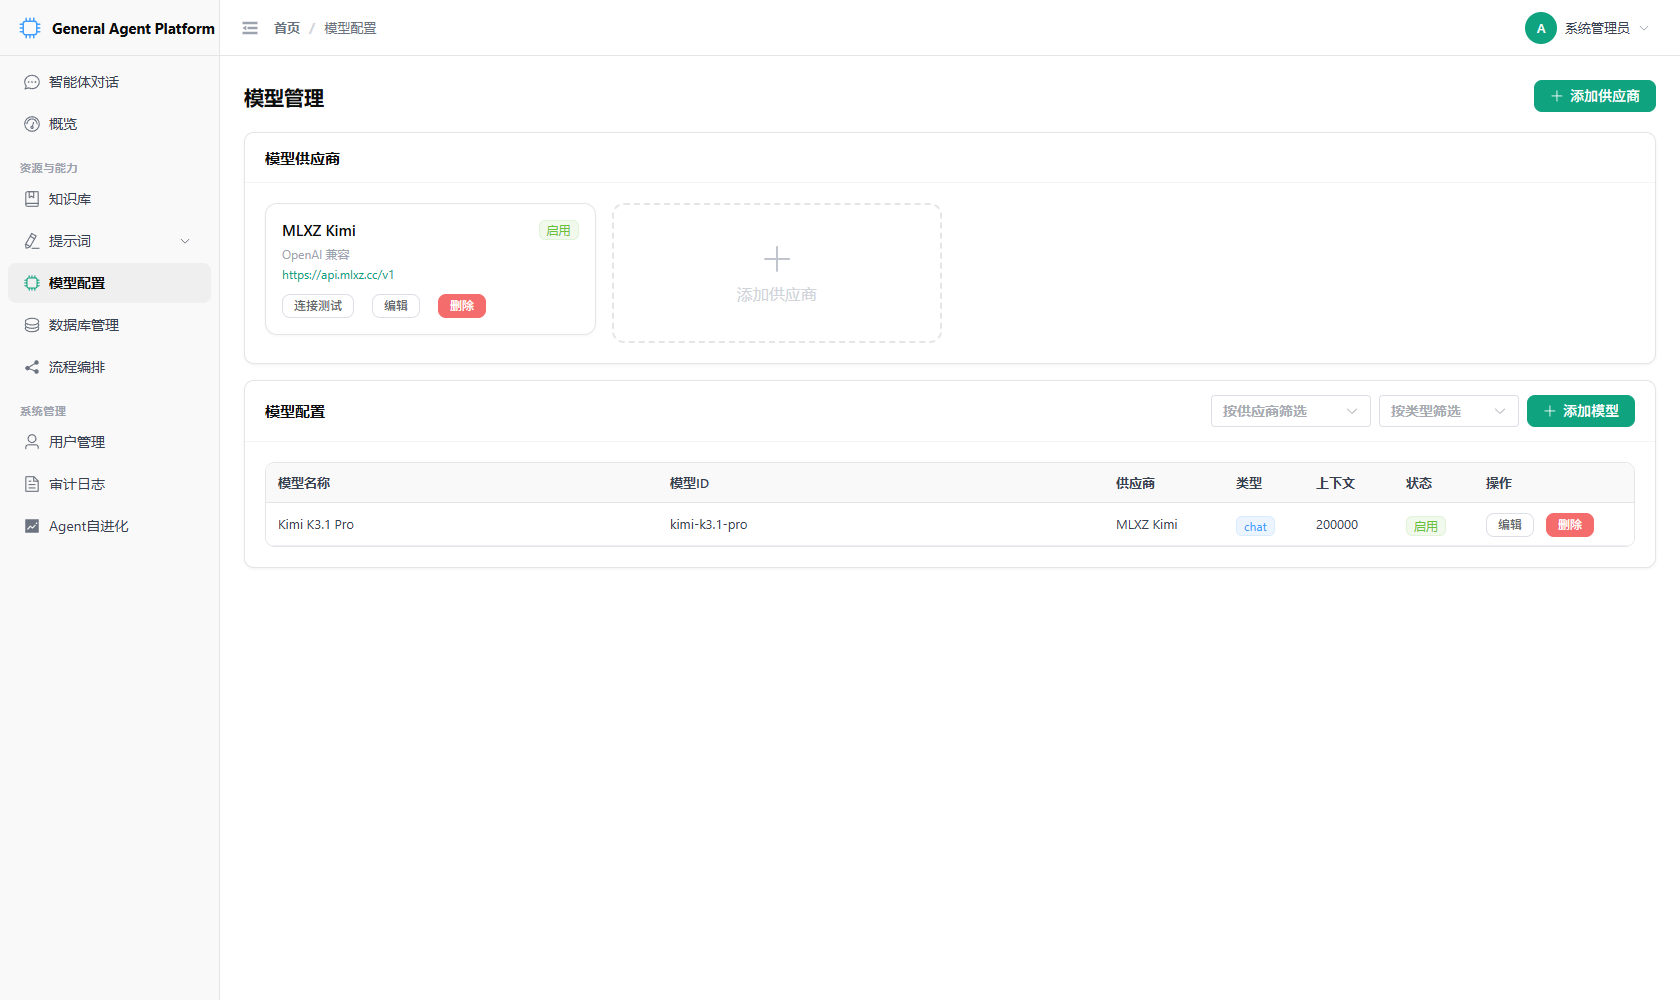 General Agent Platform
首页 / 模型配置
A 系统管理员
智能体对话
概览
资源与能力
知识库
提示词
模型配置
数据库管理
流程编排
系统管理
用户管理
审计日志
Agent自进化
模型管理
添加供应商
模型供应商
MLXZ Kimi 启用
OpenAI 兼容
https://api.mlxz.cc/v1
连接测试 编辑 删除
添加供应商
模型配置 按供应商筛选 按类型筛选 添加模型
模型名称 模型ID 供应商 类型 上下文 状态 操作
Kimi K3.1 Pro kimi-k3.1-pro MLXZ Kimi chat 200000 启用 编辑 删除